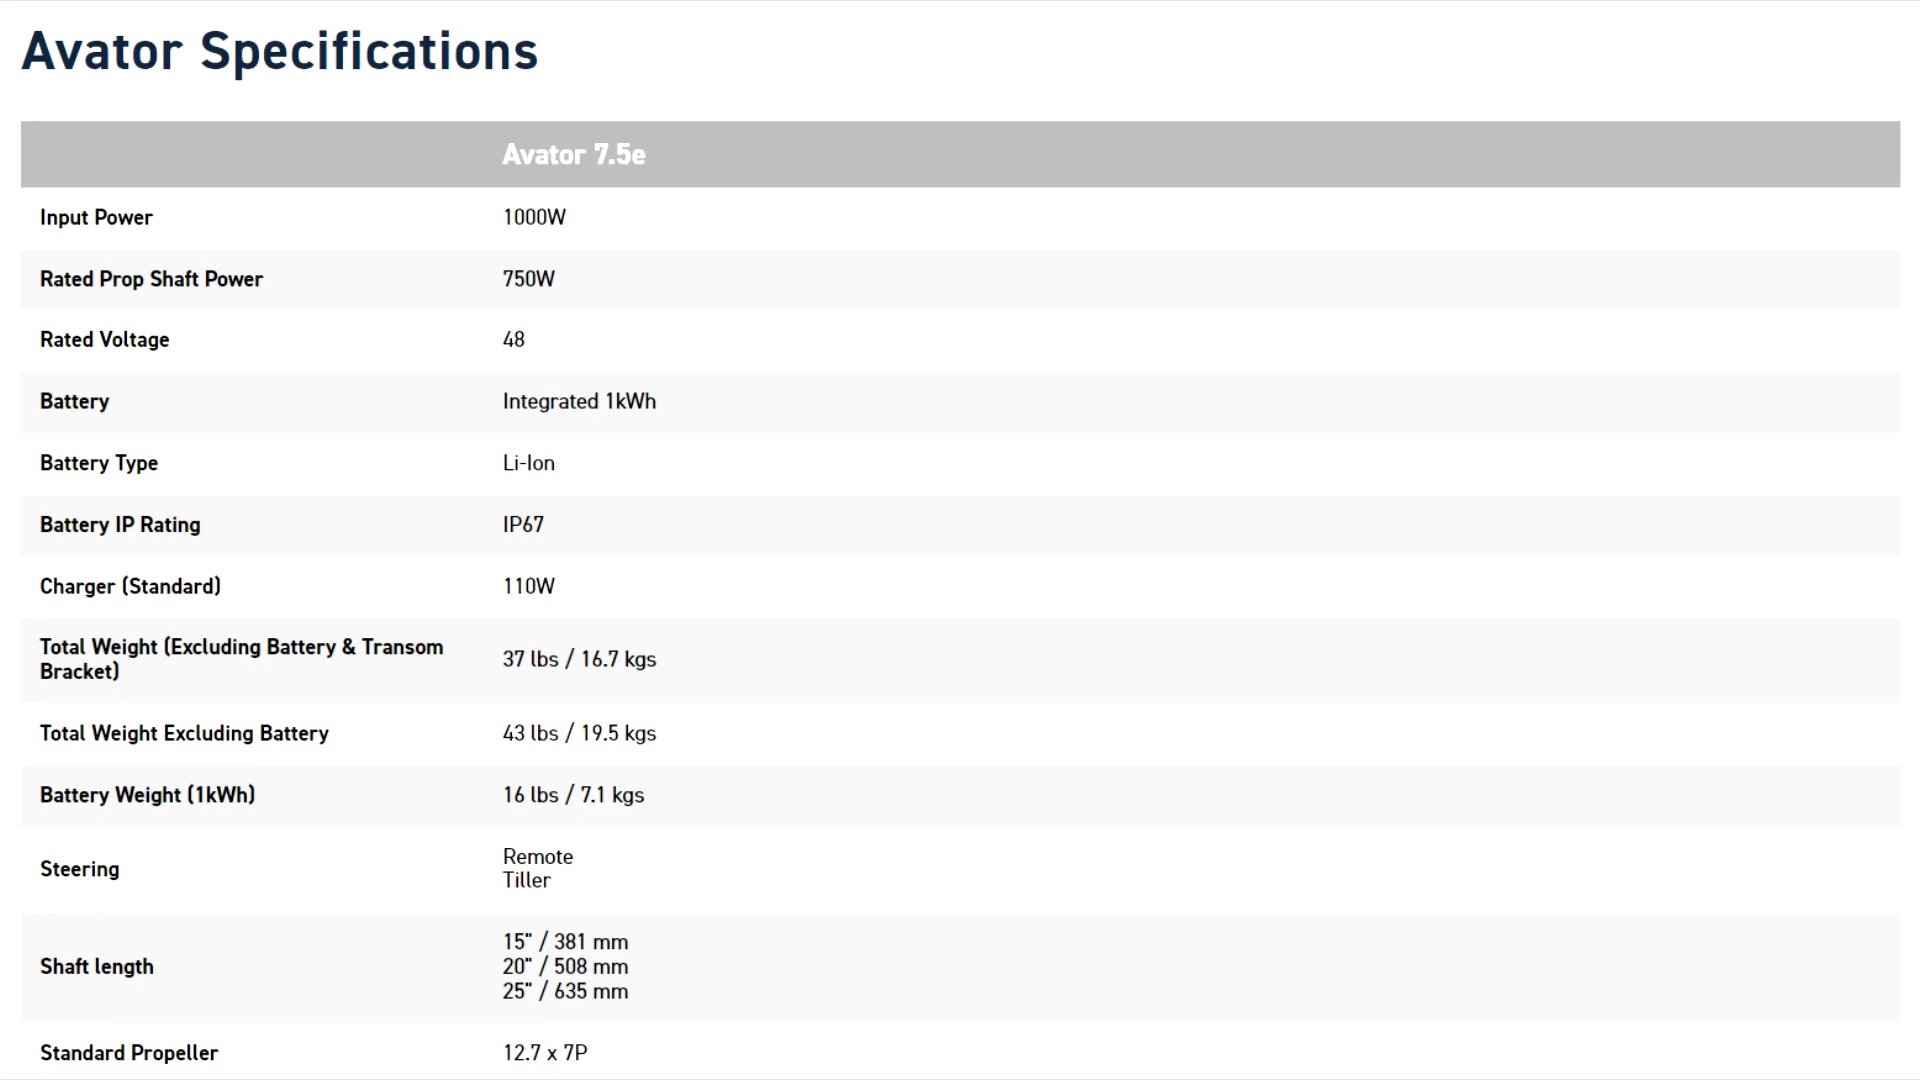 Avator Specifications
Avator 7.5e
Input Power 1000W
Rated Prop Shaft Power 750W
Rated Voltage 48
Battery Integrated 1kWh
Battery Type Li-Ion
Battery IP Rating IP67
Charger (Standard) 110W
Total Weight (Excluding Battery & Transom
Bracket) 37 lbs / 16.7 kgs
Total Weight Excluding Battery 43 lbs / 19.5 kgs
Battery Weight (1kWh) 16 lbs / 7.1 kgs
Steering Remote
Tiller
Shaft length 15" / 381 mm
20" / 508 mm
25" / 635 mm
Standard Propeller 12.7 x 7P